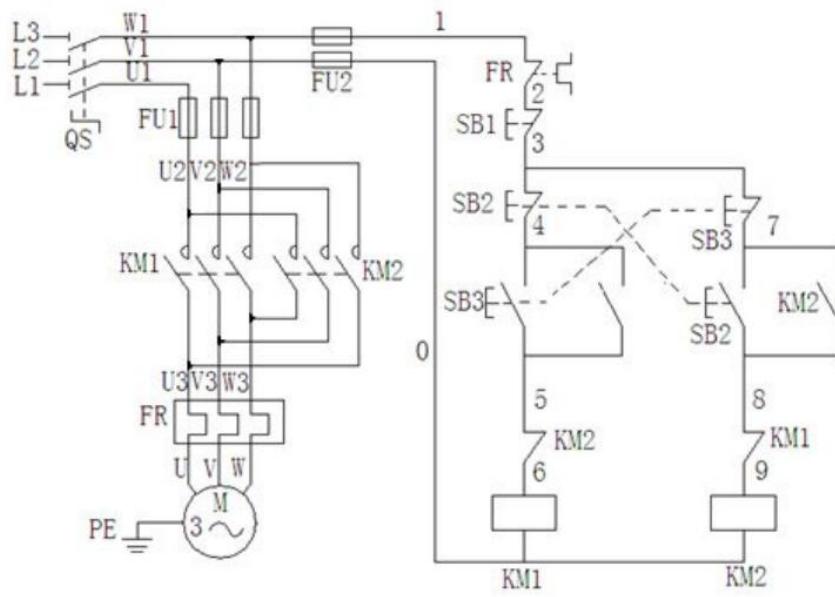 L3
W1
L2
V1
L1
U1
QS
FU1
FU2
1
FR
2
SB1
3
U2 V2 W2
SB2
4
SB3
7
KM1
KM2
SB3
SB2
KM2
0
U3 V3 W3
FR
5
8
KM2
KM1
6
9
U V W
M
3
PE
KM1
KM2